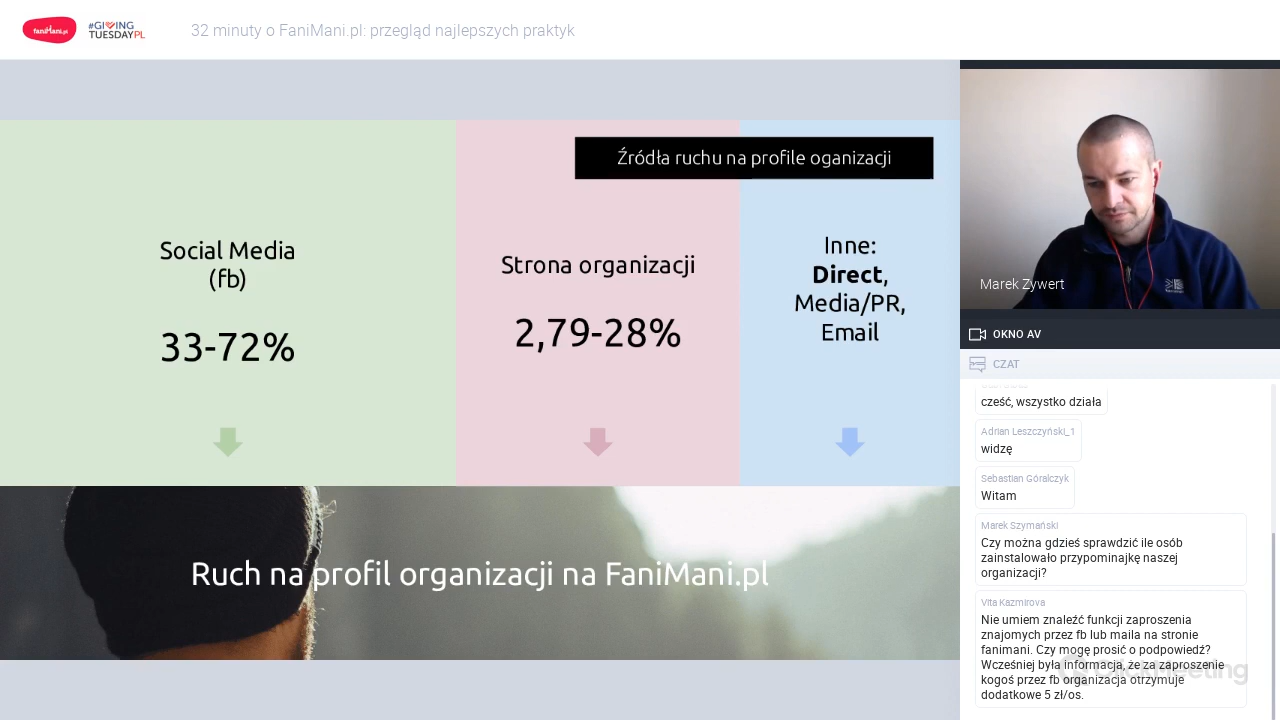 faniMani.pl
#GIVING
TUESDAYPL
32 minuty o FaniMani.pl: przegląd najlepszych praktyk
Źródła ruchu na profile oganizacji
Social Media
(fb)
33-72%
Strona organizacji
2,79-28%
Inne:
Direct,
Media/PR,
Email
Ruch na profil organizacji na FaniMani.pl
Marek Zywert
OKNO AV
CZAT
cześć, wszystko działa
Adrian Leszczyński_1
widzę
Sebastian Góralczyk
Witam
Marek Szymański
Czy można gdzieś sprawdzić ile osób
zainstalowało przypominajkę naszej
organizacji?
Vita Kazmirova
Nie umiem znaleźć funkcji zaproszenia
znajomych przez fb lub maila na stronie
fanimani. Czy mogę prosić o podpowiedź?
Wcześniej była informacja, że za zaproszenie
kogoś przez fb organizacja otrzymuje
dodatkowe 5 zł/os.
ClickMeeting